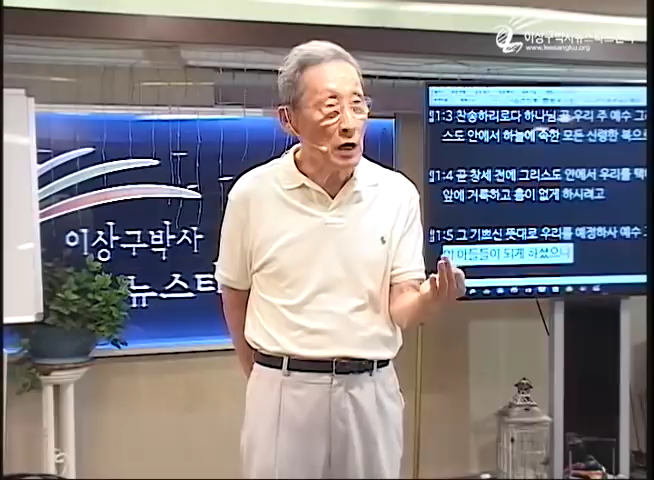 이상구박사뉴스타트센터
www.leesangku.org
1:3 찬송하리로다 하나님 곧 우리 주 예수
스도 안에서 하늘에 속한 모든 신령한 복으
1:4 곧 창세 전에 그리스도 안에서 우리를 택
앞에 거룩하고 흠이 없게 하시려고
1:5 그 기쁘신 뜻대로 우리를 예정하사 예수
의 아들들이 되게 하셨으니
이상구박사
뉴스타